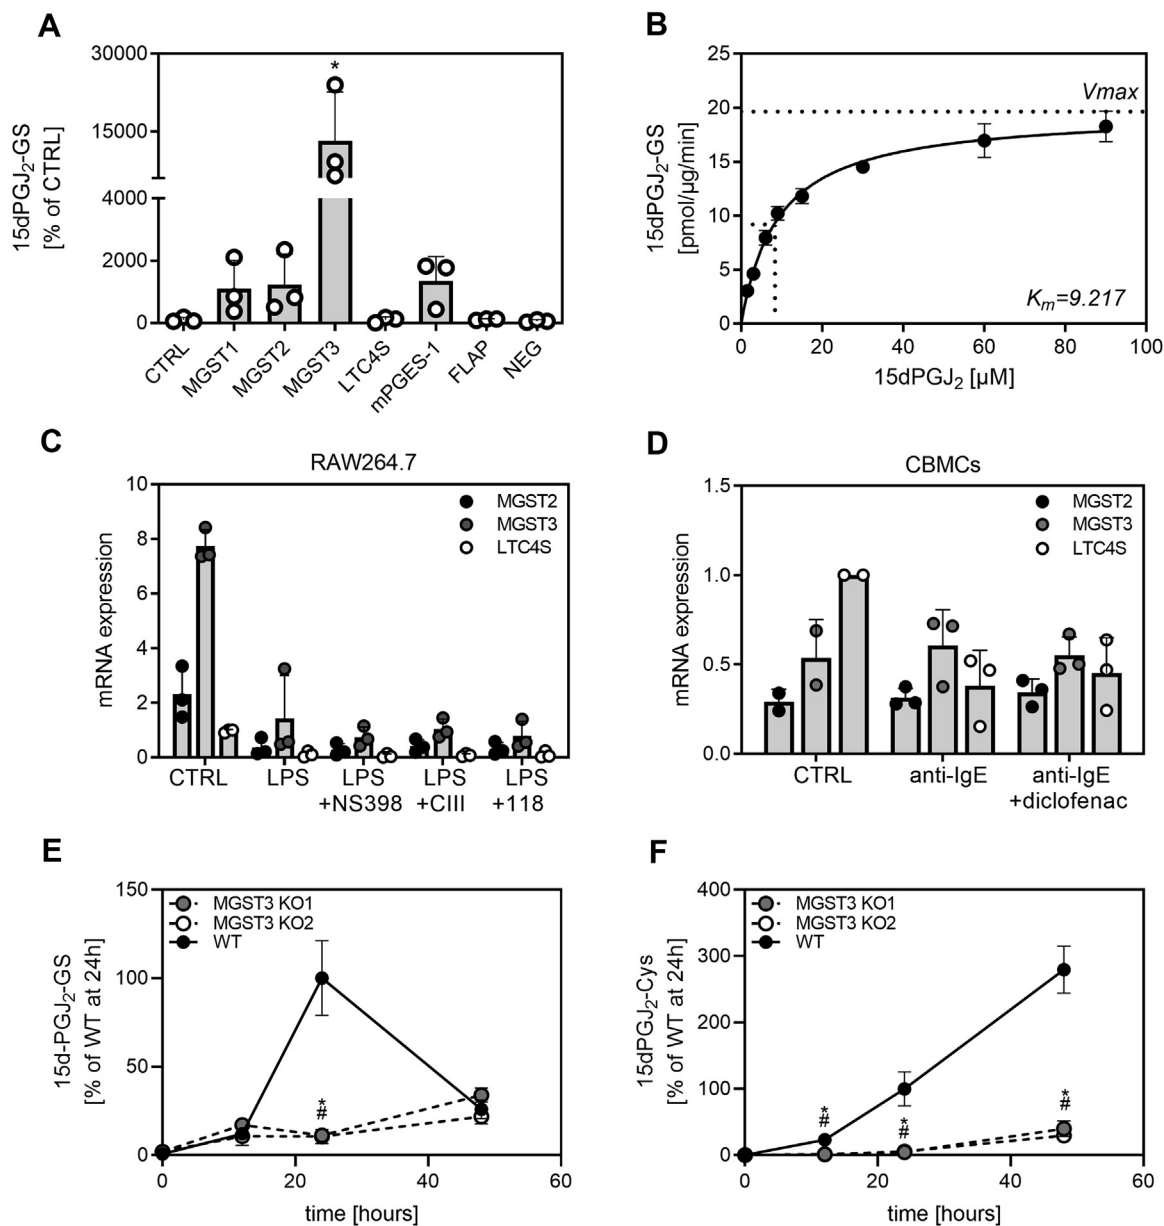 A
15dPGJ2-GS
[% of CTRL]
30000
15000
4000
2000
0
*
CTRL
MGST1
MGST2
MGST3
LTC4S
mPGES-1
FLAP
NEG
B
15dPGJ2-GS
[pmol/µg/min]
25
20
15
10
5
0
Vmax
Km=9.217
0 20 40 60 80 100
15dPGJ2 [µM]
C
RAW264.7
mRNA expression
10
8
6
4
2
0
MGST2
MGST3
LTC4S
CTRL LPS LPS LPS LPS
+NS398 +CIII +118
D
CBMCs
mRNA expression
1.5
1.0
0.5
0.0
MGST2
MGST3
LTC4S
CTRL anti-IgE anti-IgE
+diclofenac
E
15d-PGJ2-GS
[% of WT at 24h]
150
100
50
0
MGST3 KO1
MGST3 KO2
WT
*
#
0 20 40 60
time [hours]
F
15dPGJ2-Cys
[% of WT at 24h]
400
300
200
100
0
MGST3 KO1
MGST3 KO2
WT
*
#
*
#
*
#
0 20 40 60
time [hours]